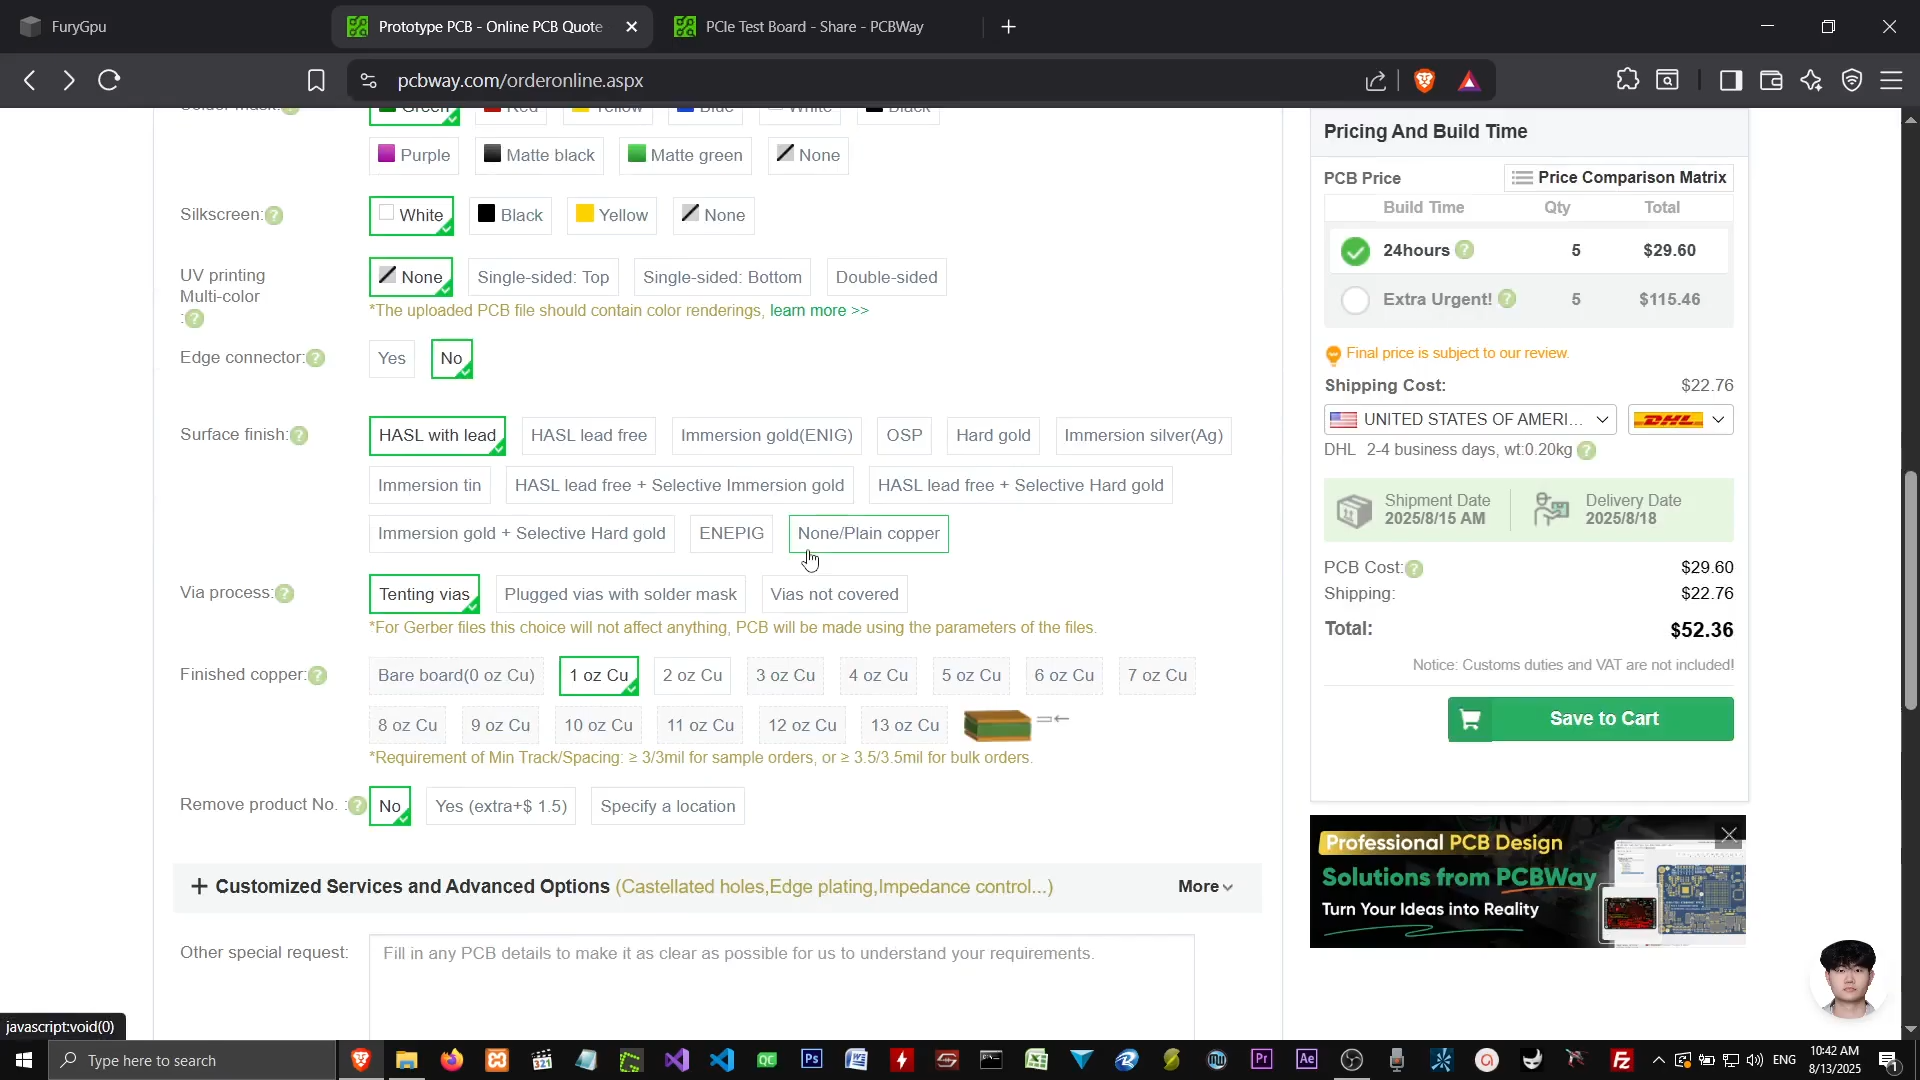 FuryGpu
Prototype PCB - Online PCB Quote
PCIe Test Board - Share - PCBWay
pcbway.com/orderonline.aspx
Solder mask: Green Red Yellow Blue White Black
Purple Matte black Matte green None
Silkscreen: White Black Yellow None
UV printing
Multi-color
:
None Single-sided: Top Single-sided: Bottom Double-sided
*The uploaded PCB file should contain color renderings, learn more >>
Edge connector: Yes No
Surface finish: HASL with lead HASL lead free Immersion gold(ENIG) OSP Hard gold Immersion silver(Ag)
Immersion tin HASL lead free + Selective Immersion gold HASL lead free + Selective Hard gold
Immersion gold + Selective Hard gold ENEPIG None/Plain copper
Via process: Tenting vias Plugged vias with solder mask Vias not covered
*For Gerber files this choice will not affect anything, PCB will be made using the parameters of the files.
Finished copper: Bare board(0 oz Cu) 1 oz Cu 2 oz Cu 3 oz Cu 4 oz Cu 5 oz Cu 6 oz Cu 7 oz Cu
8 oz Cu 9 oz Cu 10 oz Cu 11 oz Cu 12 oz Cu 13 oz Cu
*Requirement of Min Track/Spacing: ≥ 3/3mil for sample orders, or ≥ 3.5/3.5mil for bulk orders.
Remove product No. : No Yes (extra+$ 1.5) Specify a location
+ Customized Services and Advanced Options (Castellated holes,Edge plating,Impedance control...) More
Other special request: Fill in any PCB details to make it as clear as possible for us to understand your requirements.
Pricing And Build Time
PCB Price Price Comparison Matrix
Build Time Qty Total
24hours ? 5 $29.60
Extra Urgent! ? 5 $115.46
Final price is subject to our review.
Shipping Cost: $22.76
UNITED STATES OF AMERI... DHL
DHL 2-4 business days, wt:0.20kg ?
Shipment Date
2025/8/15 AM
Delivery Date
2025/8/18
PCB Cost: $29.60
Shipping: $22.76
Total: $52.36
Notice: Customs duties and VAT are not included!
Save to Cart
Professional PCB Design
Solutions from PCBWay
Turn Your Ideas into Reality
javascript:void(0)
Type here to search
ENG
10:42 AM
8/13/2025